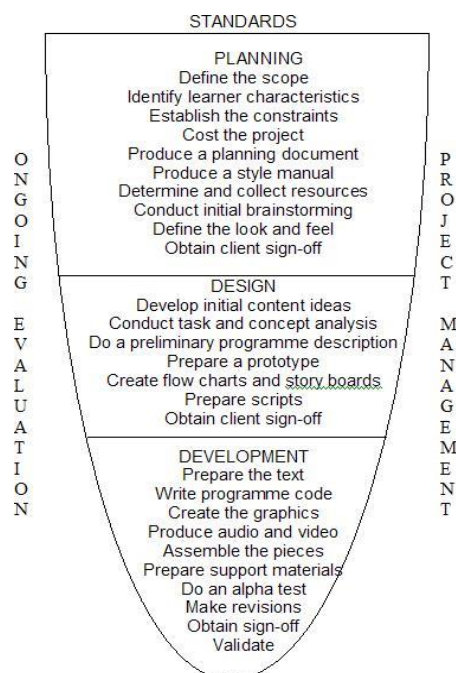 STANDARDS
PLANNING
Define the scope
Identify learner characteristics
Establish the constraints
Cost the project
Produce a planning document
Produce a style manual
Determine and collect resources
Conduct initial brainstorming
Define the look and feel
Obtain client sign-off
DESIGN
Develop initial content ideas
Conduct task and concept analysis
Do a preliminary programme description
Prepare a prototype
Create flow charts and story boards
Prepare scripts
Obtain client sign-off
DEVELOPMENT
Prepare the text
Write programme code
Create the graphics
Produce audio and video
Assemble the pieces
Prepare support materials
Do an alpha test
Make revisions
Obtain sign-off
Validate
ONGOING EVALUATION
PROJECT MANAGEMENT